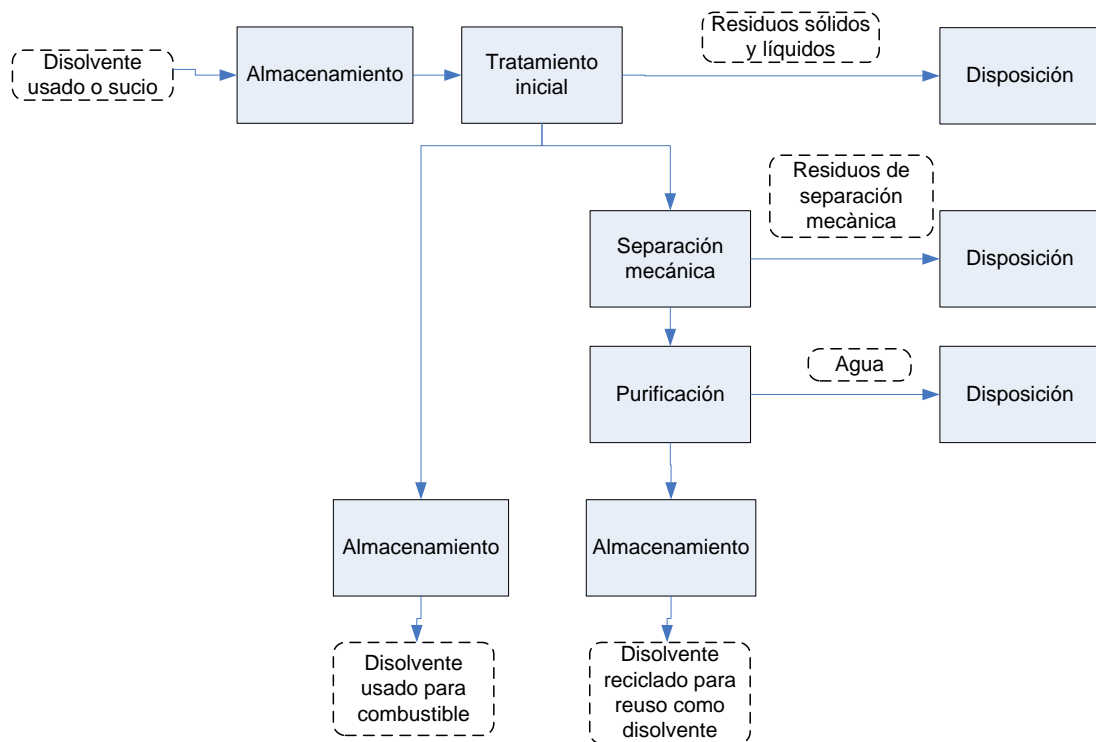 Disolvente
usado o sucio
Almacenamiento
Tratamiento
inicial
Residuos sólidos
y líquidos
Disposición
Residuos de
separación
mecànica
Separación
mecánica
Disposición
Agua
Purificación
Disposición
Almacenamiento
Almacenamiento
Disolvente
usado para
combustible
Disolvente
reciclado para
reuso como
disolvente